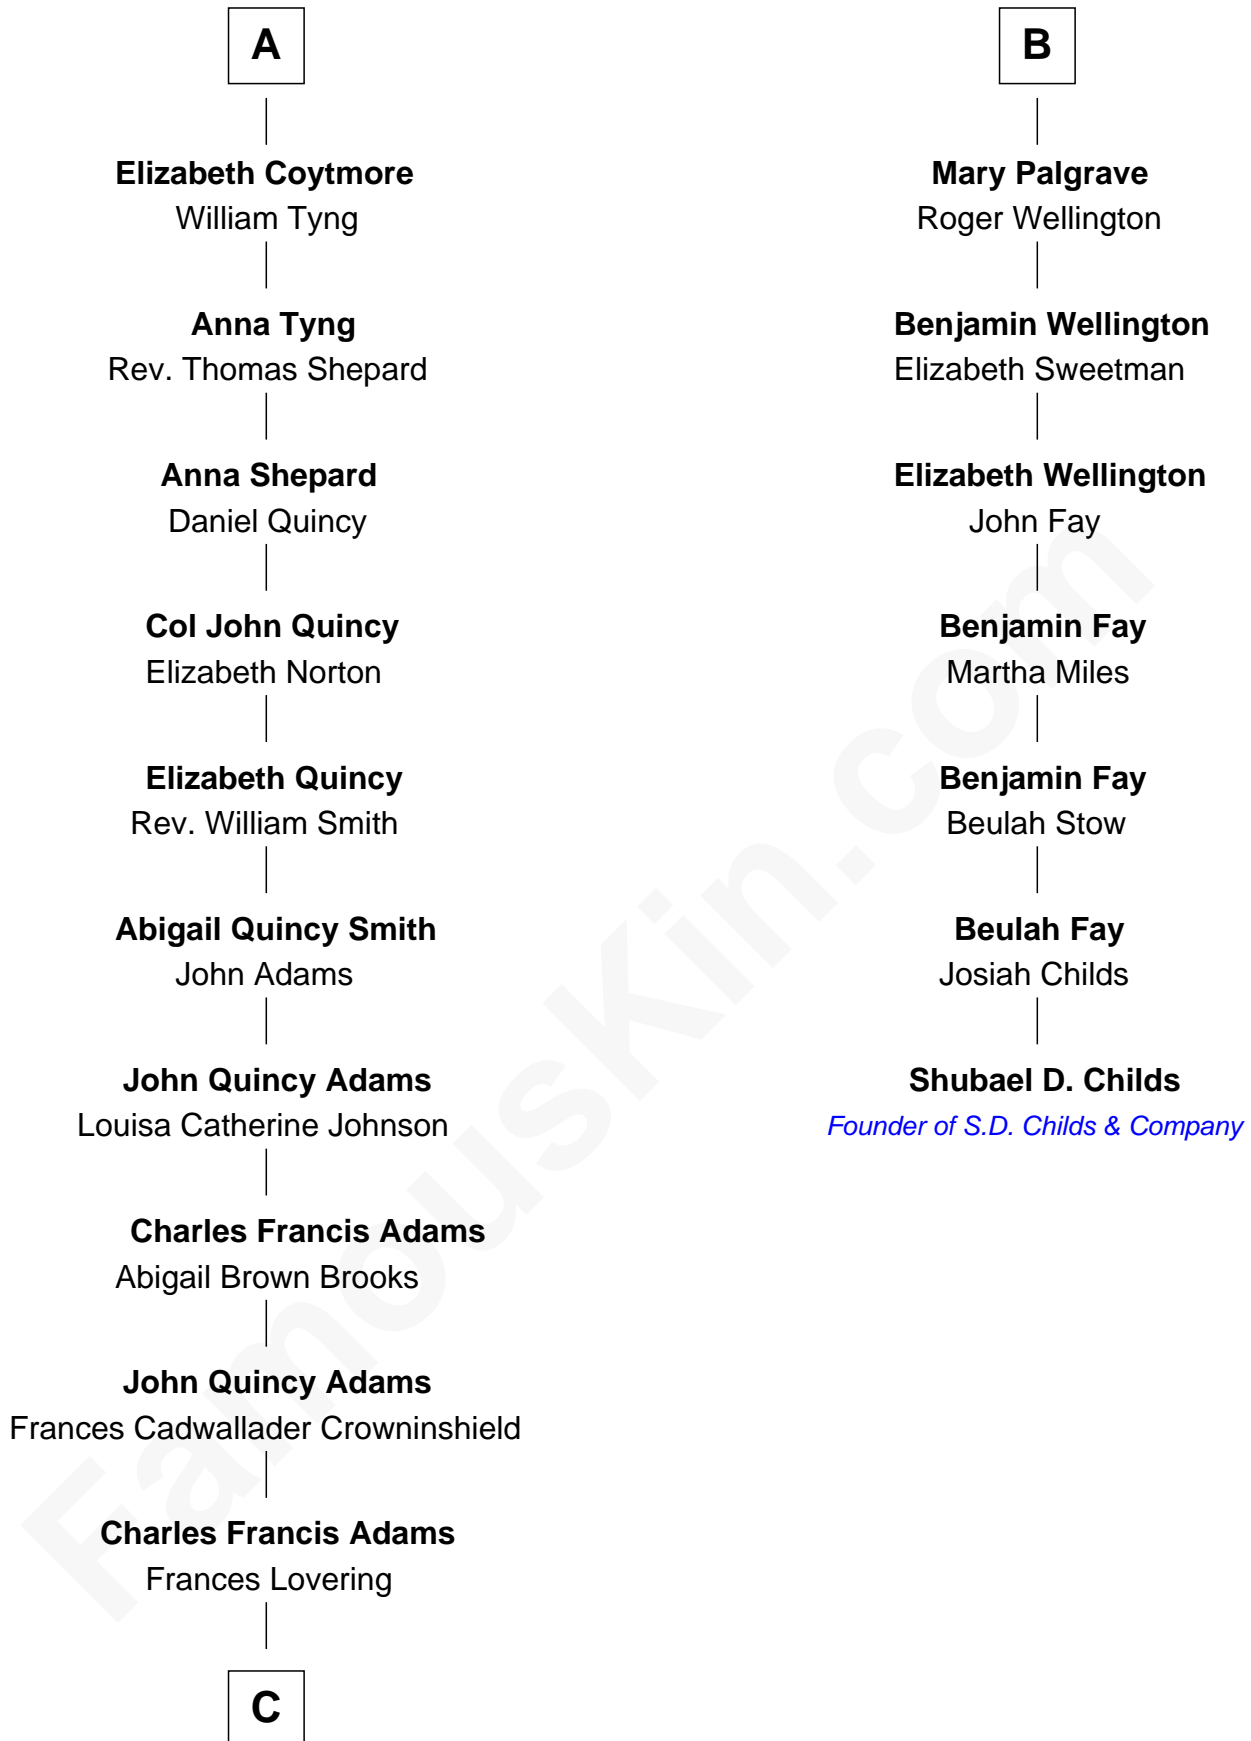 A
Elizabeth Coytmore
William Tyng
Anna Tyng
Rev. Thomas Shepard
Anna Shepard
Daniel Quincy
Col John Quincy
Elizabeth Norton
Elizabeth Quincy
Rev. William Smith
Abigail Quincy Smith
John Adams
John Quincy Adams
Louisa Catherine Johnson
Charles Francis Adams
Abigail Brown Brooks
John Quincy Adams
Frances Cadwallader Crowninshield
Charles Francis Adams
Frances Lovering
C
B
Mary Palgrave
Roger Wellington
Benjamin Wellington
Elizabeth Sweetman
Elizabeth Wellington
John Fay
Benjamin Fay
Martha Miles
Benjamin Fay
Beulah Stow
Beulah Fay
Josiah Childs
Shubael D. Childs
Founder of S.D. Childs & Company
FamousKin.com